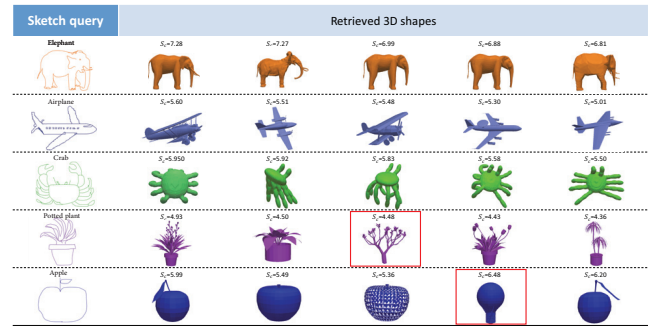 Sketch query Retrieved 3D shapes
Elephant Sc=7.28 Sc=7.27 Sc=6.99 Sc=6.88 Sc=6.81
Airplane Sc=5.60 Sc=5.51 Sc=5.48 Sc=5.30 Sc=5.01
Crab Sc=5.950 Sc=5.92 Sc=5.83 Sc=5.58 Sc=5.50
Potted plant Sc=4.93 Sc=4.50 Sc=4.48 Sc=4.43 Sc=4.36
Apple Sc=5.99 Sc=5.49 Sc=5.36 Sc=6.48 Sc=6.20